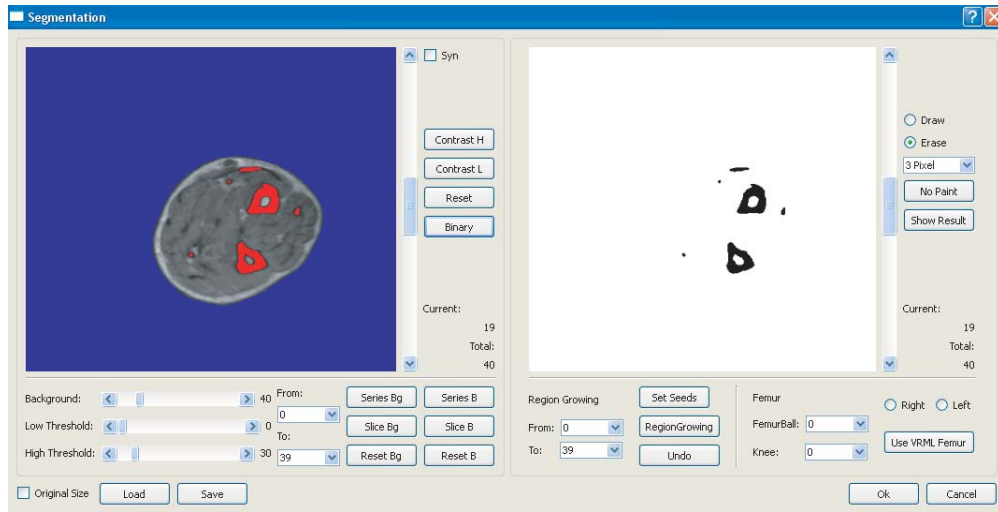 Segmentation
Syn
Contrast H
Contrast L
Reset
Binary
Current:
19
Total:
40
Background:
40
Low Threshold:
0
High Threshold:
30
From:
0
To:
39
Series Bg
Series B
Slice Bg
Slice B
Reset Bg
Reset B
Draw
Erase
3 Pixel
No Paint
Show Result
Current:
19
Total:
40
Region Growing
From: 0
To: 39
Set Seeds
RegionGrowing
Undo
Femur
FemurBall: 0
Knee: 0
Right
Left
Use VRML Femur
Original Size
Load
Save
Ok
Cancel